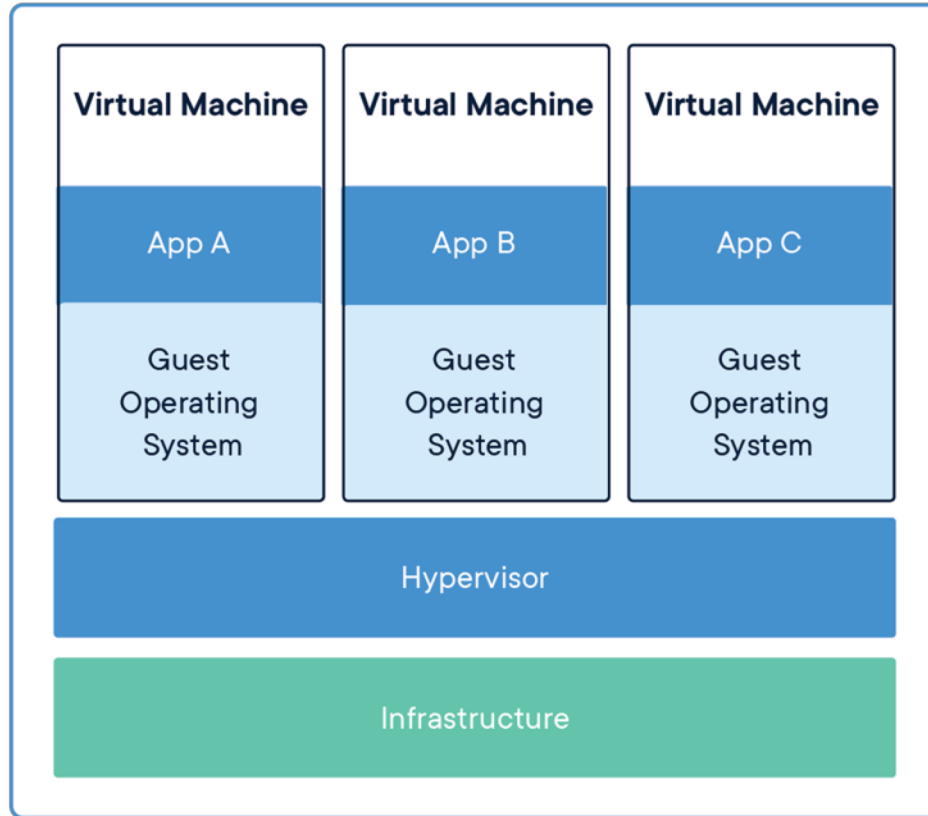 Virtual Machine
Virtual Machine
Virtual Machine
App A
App B
App C
Guest
Operating
System
Guest
Operating
System
Guest
Operating
System
Hypervisor
Infrastructure